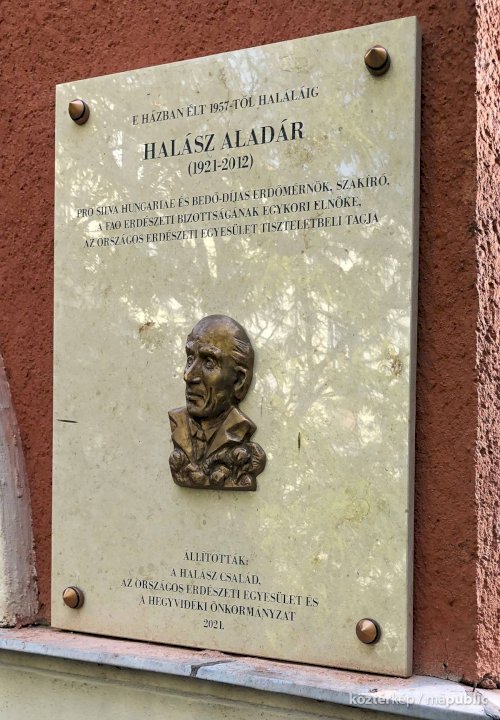 E HÁZBAN ÉLT 1957-TŐL HALÁLÁIG
HALÁSZ ALADÁR
(1921-2012)
PRO SILVA HUNGARIAE ÉS BEDŐ-DÍJAS ERDŐMÉRNÖK, SZAKÍRÓ,
A FAO ERDÉSZETI BIZOTTSÁGÁNAK EGYKORI ELNÖKE,
AZ ORSZÁGOS ERDÉSZETI EGYESÜLET TISZTELETBELI TAGJA
ÁLLÍTOTTÁK:
A HALÁSZ CSALÁD,
AZ ORSZÁGOS ERDÉSZETI EGYESÜLET ÉS
A HEGYVIDÉKI ÖNKORMÁNYZAT
2021.
köztérkép / mapublic